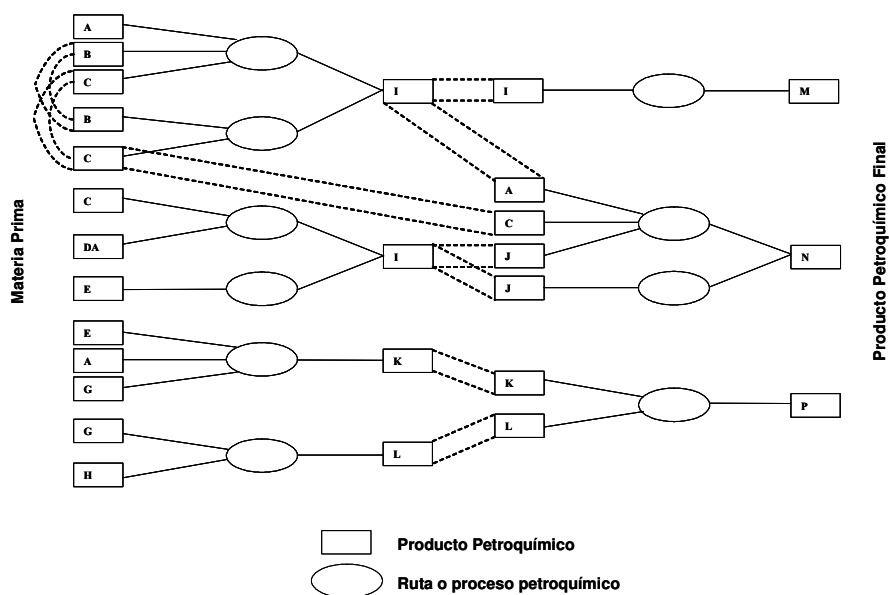 A
B
C
B
C
C
DA
E
E
A
G
G
H
I
I
K
L
I
A
C
J
J
K
L
M
N
P
Materia Prima
Producto Petroquímico Final
Producto Petroquímico
Ruta o proceso petroquímico